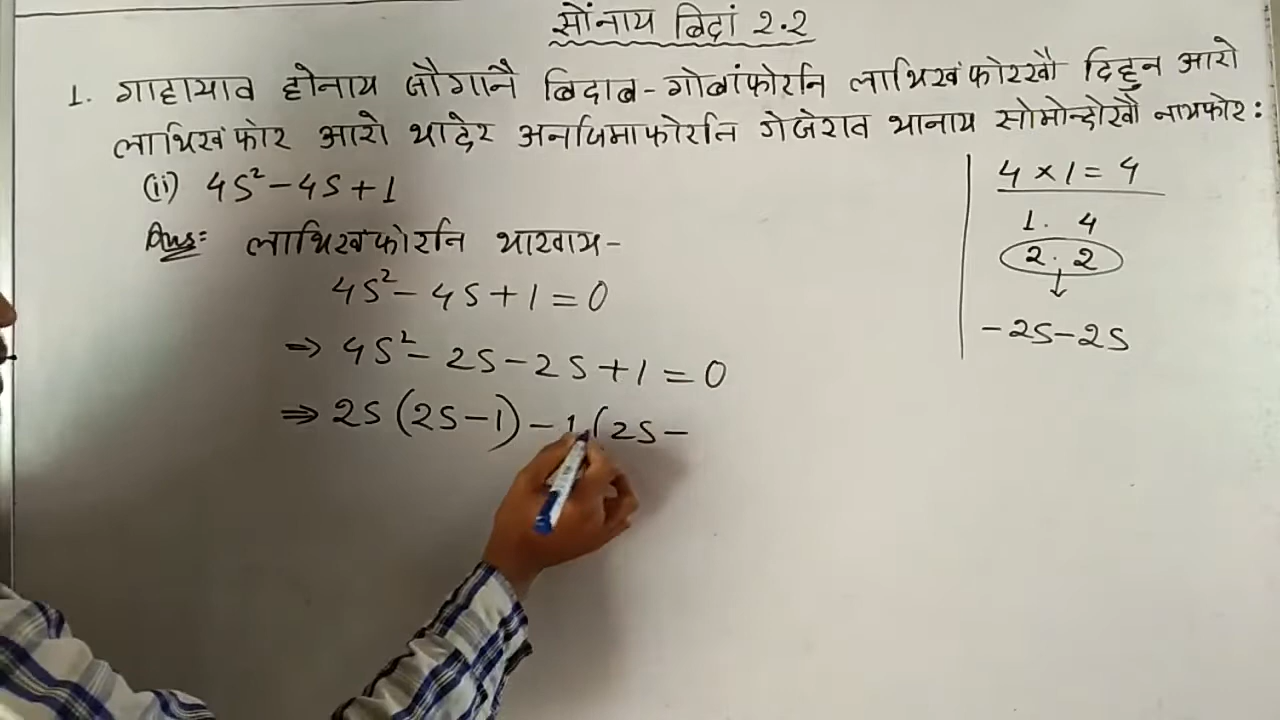 सोंनाय बिदां 2.2
1. गाहायाव होनाय जौगानै बिदाब-गोबांफोरनि लाथिखंफोरखौ दिहुन आरो
लाथिखंफोर आरो थादेर अनजिमाफोरनि गेजेराव थानाय सोमोन्दोखौ नायफोर:
(ii) 4S² - 4S + 1
Ans: लाथिखंफोरनि थाखाय-
4S² - 4S + 1 = 0
⇒ 4S² - 2S - 2S + 1 = 0
⇒ 2S (2S - 1) - 1 (2S -
4 × 1 = 4
1. 4
2. 2
↓
- 2S - 2S